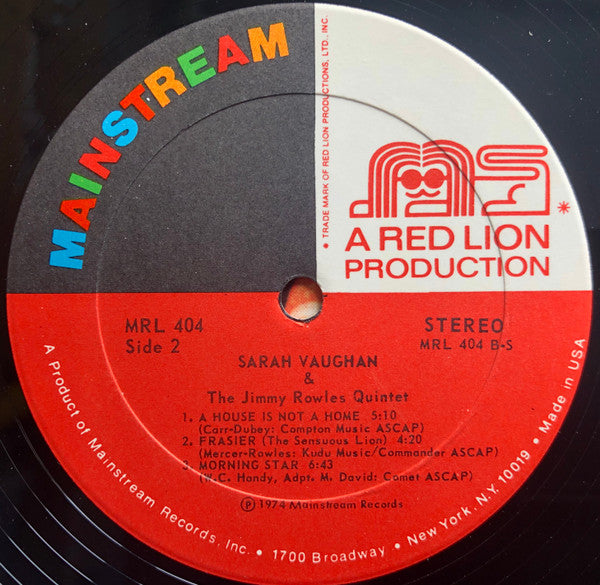 MAINSTREAM
• TRADE MARK OF RED LION PRODUCTIONS, LTD., INC.
A RED LION
PRODUCTION
*
MRL 404
Side 2
STEREO
MRL 404 B-S
SARAH VAUGHAN
&
The Jimmy Rowles Quintet
1. A HOUSE IS NOT A HOME 5:10
(Carr-Dubey: Compton Music ASCAP)
2. FRASIER (The Sensuous Lion) 4:20
(Mercer-Rowles: Kudu Music/Commander ASCAP)
3. MORNING STAR 6:43
(W.C. Handy, Adpt. M. David: Comet ASCAP)
Ⓟ 1974 Mainstream Records
A Product of Mainstream Records, Inc. • 1700 Broadway • New York, N.Y. 10019 • Made in USA